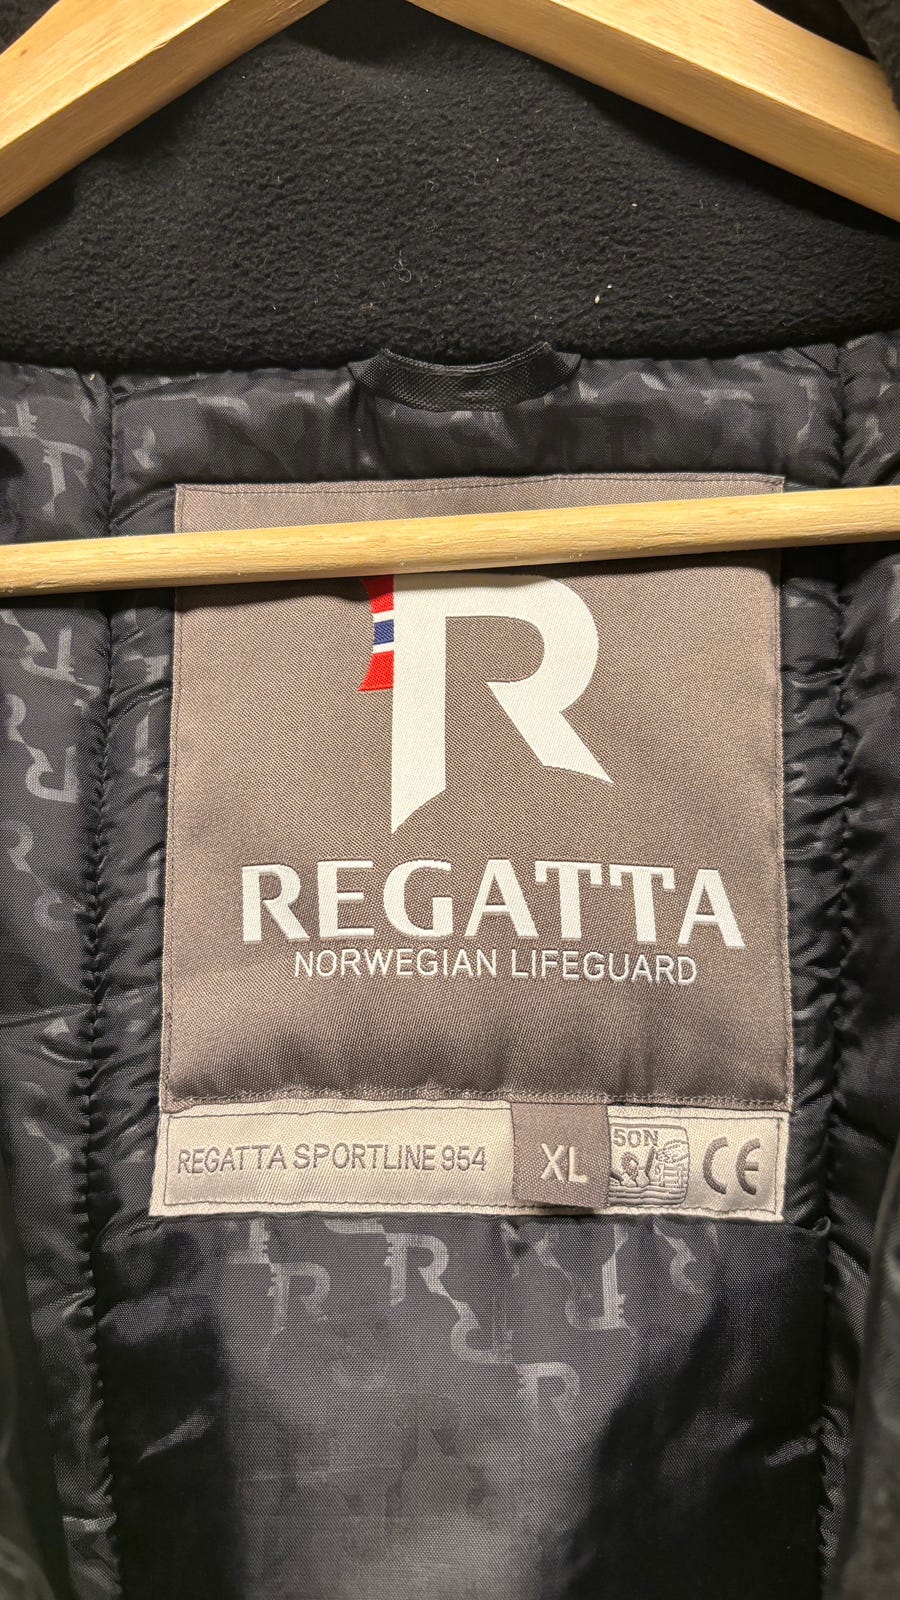 R
REGATTA
NORWEGIAN LIFEGUARD
REGATTA SPORTLINE 954 XL 50N CE